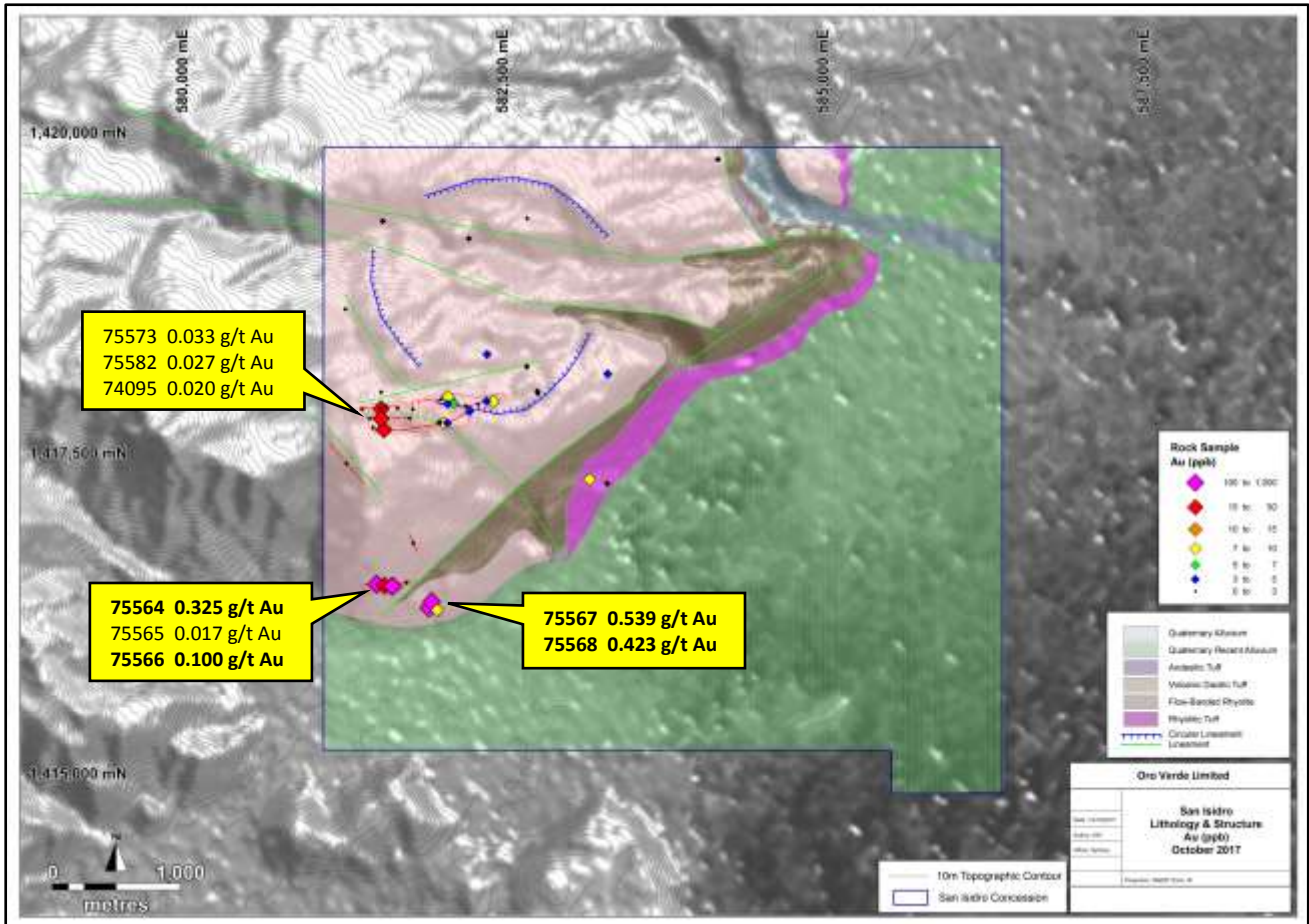 580,000 mE
582,500 mE
585,000 mE
587,500 mE
1,420,000 mN
75573 0.033 g/t Au
75582 0.027 g/t Au
74095 0.020 g/t Au
1,417,500 mN
Rock Sample
Au (ppb)
100 to 1,000
15 to 50
10 to 15
7 to 10
5 to 7
3 to 5
0 to 3
75564 0.325 g/t Au
75565 0.017 g/t Au
75566 0.100 g/t Au
75567 0.539 g/t Au
75568 0.423 g/t Au
Quaternary Alluvium
Quaternary Recent Alluvium
Andesitic Tuff
Volcanic Dacitic Tuff
Flow-Banded Rhyolite
Rhyolitic Tuff
Circular Lineament
Lineament
1,415,000 mN
Oro Verde Limited
San Isidro
Lithology & Structure
Au (ppb)
October 2017
0 1,000
metres
10m Topographic Contour
San Isidro Concession